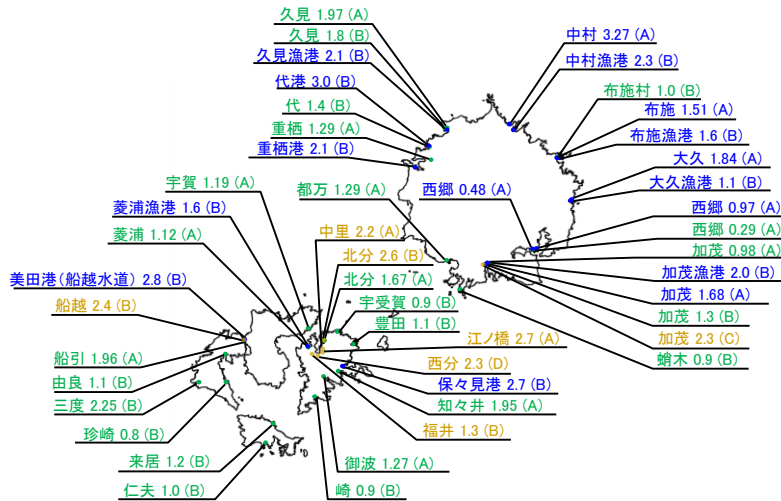 久見 1.97 (A)
久見 1.8 (B)
久見漁港 2.1 (B)
代港 3.0 (B)
代 1.4 (B)
重栖 1.29 (A)
重栖港 2.1 (B)
中村 3.27 (A)
中村漁港 2.3 (B)
布施村 1.0 (B)
布施 1.51 (A)
布施漁港 1.6 (B)
大久 1.84 (A)
大久漁港 1.1 (B)
西郷 0.48 (A)
西郷 0.97 (A)
西郷 0.29 (A)
加茂 0.98 (A)
加茂漁港 2.0 (B)
加茂 1.68 (A)
加茂 1.3 (B)
加茂 2.3 (C)
蛸木 0.9 (B)
都万 1.29 (A)
宇賀 1.19 (A)
菱浦漁港 1.6 (B)
菱浦 1.12 (A)
中里 2.2 (A)
北分 2.6 (B)
北分 1.67 (A)
宇受賀 0.9 (B)
豊田 1.1 (B)
美田港(船越水道) 2.8 (B)
船越 2.4 (B)
船引 1.96 (A)
由良 1.1 (B)
三度 2.25 (B)
珍崎 0.8 (B)
来居 1.2 (B)
仁夫 1.0 (B)
江ノ橋 2.7 (A)
西分 2.3 (D)
保々見港 2.7 (B)
知々井 1.95 (A)
福井 1.3 (B)
御波 1.27 (A)
崎 0.9 (B)